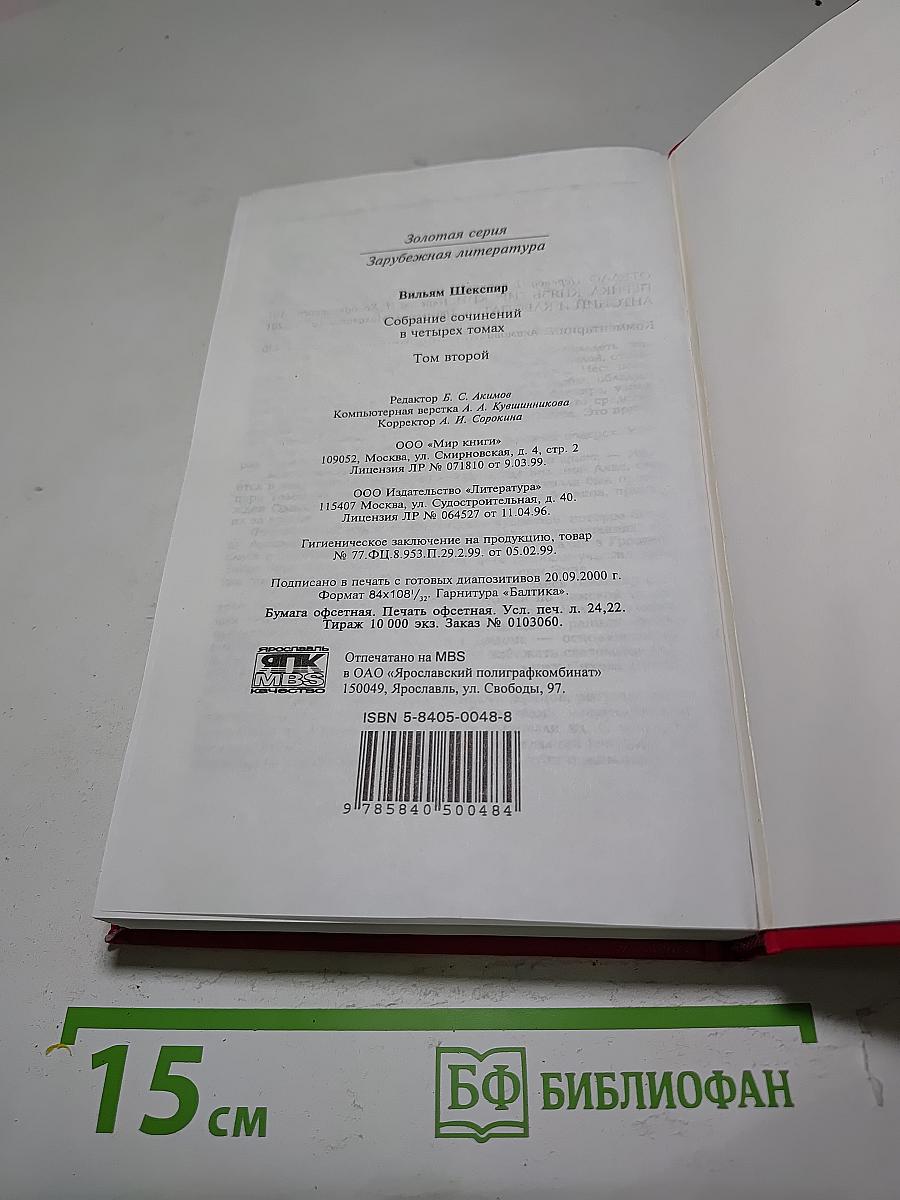 Золотая серия
Зарубежная литература
Вильям Шекспир
Собрание сочинений
в четырех томах
Том второй
Редактор Б. С. Акимов
Компьютерная верстка А. А. Кувшинникова
Корректор А. И. Сорокина
ООО «Мир книги»
109052, Москва, ул. Смирновская, д. 4, стр. 2
Лицензия ЛР № 071810 от 9.03.99.
ООО Издательство «Литература»
115407 Москва, ул. Судостроительная, д. 40.
Лицензия ЛР № 064527 от 11.04.96.
Гигиеническое заключение на продукцию, товар
№ 77.ФЦ.8.953.П.29.2.99. от 05.02.99.
Подписано в печать с готовых диапозитивов 20.09.2000 г.
Формат 84х108¹/₃₂. Гарнитура «Балтика».
Бумага офсетная. Печать офсетная. Усл. печ. л. 24,22.
Тираж 10 000 экз. Заказ № 0103060.
ЯРОСЛАВЛЬ
ЯПК
MBS
КАЧЕСТВО
Отпечатано на MBS
в ОАО «Ярославский полиграфкомбинат»
150049, Ярославль, ул. Свободы, 97.
ISBN 5-8405-0048-8
9 785840 500484
15 см
БФ БИБЛИОФАН